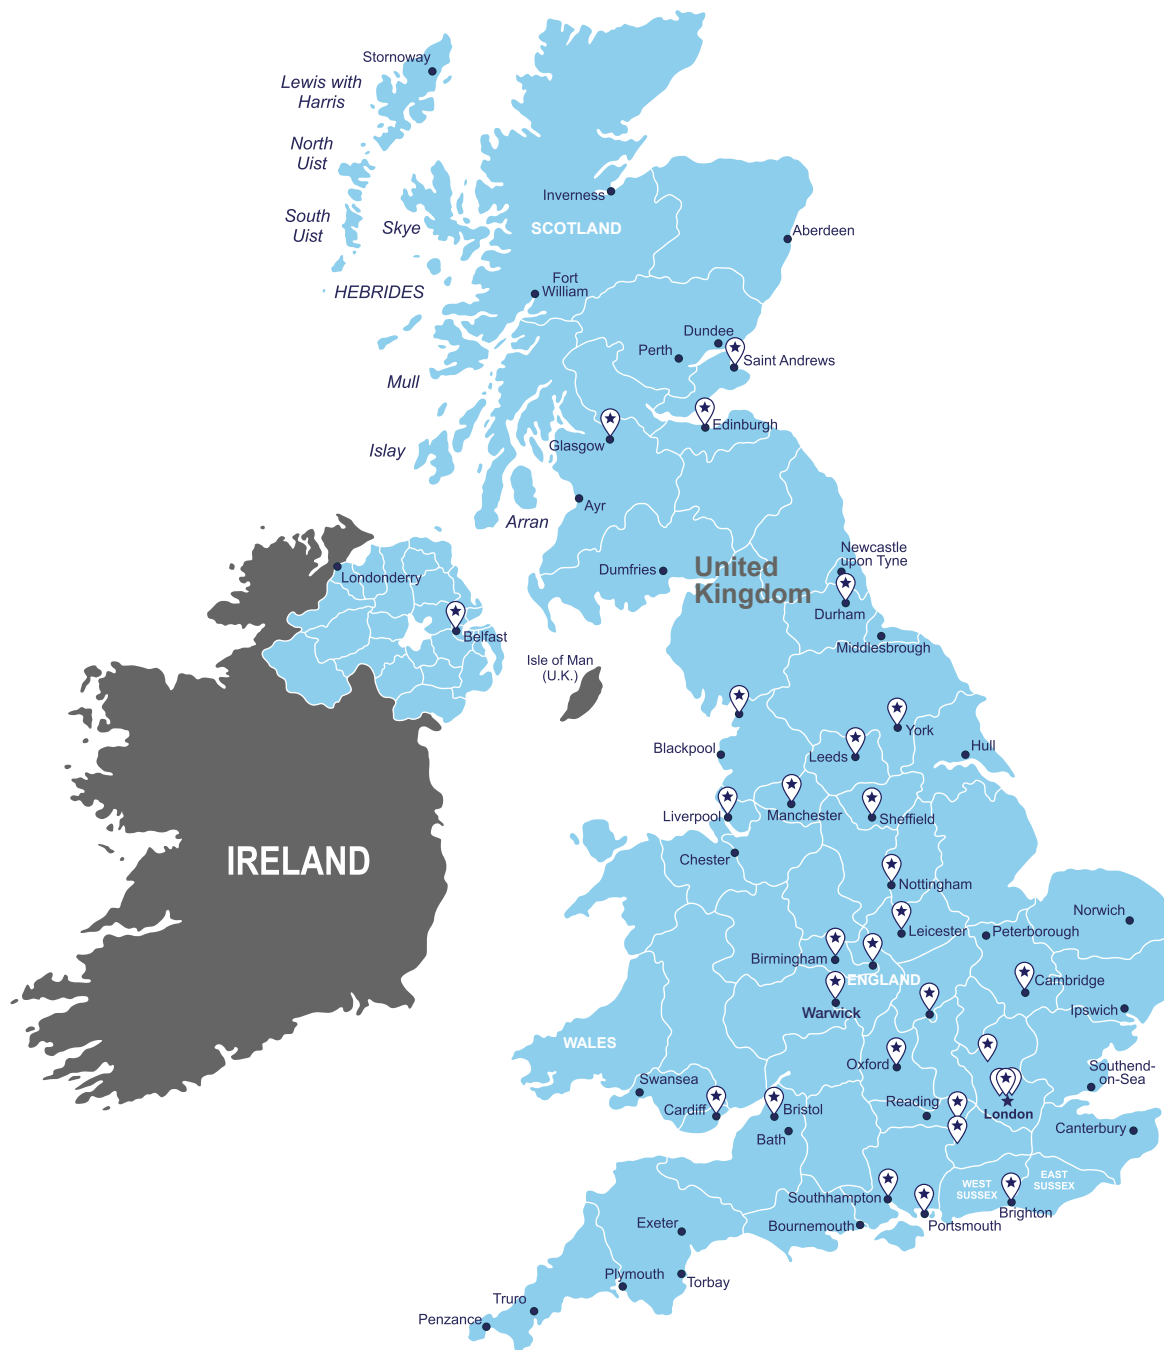 Stornoway
Lewis with
Harris
North
Uist
Inverness
South
Uist
Skye
SCOTLAND
Aberdeen
Fort
William
HEBRIDES
Dundee
Perth
Saint Andrews
Mull
Edinburgh
Glasgow
Islay
Ayr
Arran
Newcastle
upon Tyne
United
Kingdom
Dumfries
Londonderry
Durham
Belfast
Middlesbrough
Isle of Man
(U.K.)
York
Blackpool
Leeds
Hull
Liverpool
Manchester
Sheffield
IRELAND
Chester
Nottingham
Norwich
Leicester
Peterborough
Birmingham
ENGLAND
Cambridge
Warwick
Ipswich
WALES
Oxford
Southend-
on-Sea
Swansea
Cardiff
Bristol
Reading
London
Bath
Canterbury
WEST
SUSSEX
EAST
SUSSEX
Southhampton
Brighton
Exeter
Bournemouth
Portsmouth
Plymouth
Torbay
Truro
Penzance